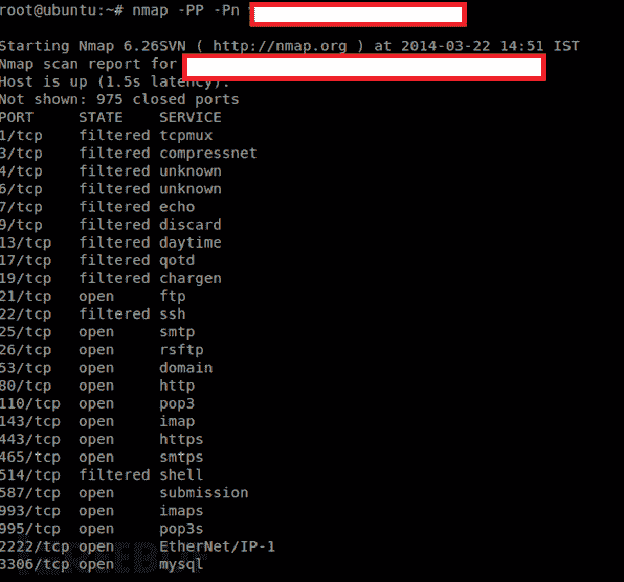 root@ubuntu:~# nmap -PP -Pn
Starting Nmap 6.26SVN ( http://nmap.org ) at 2014-03-22 14:51 IST
Nmap scan report for
Host is up (1.5s latency).
Not shown: 975 closed ports
PORT STATE SERVICE
1/tcp filtered tcpmux
3/tcp filtered compressnet
4/tcp filtered unknown
6/tcp filtered unknown
7/tcp filtered echo
9/tcp filtered discard
13/tcp filtered daytime
17/tcp filtered qotd
19/tcp filtered chargen
21/tcp open ftp
22/tcp filtered ssh
25/tcp open smtp
26/tcp open rsftp
53/tcp open domain
80/tcp open http
110/tcp open pop3
143/tcp open imap
443/tcp open https
465/tcp open smtps
514/tcp filtered shell
587/tcp open submission
993/tcp open imaps
995/tcp open pop3s
2222/tcp open EtherNet/IP-1
3306/tcp open mysql